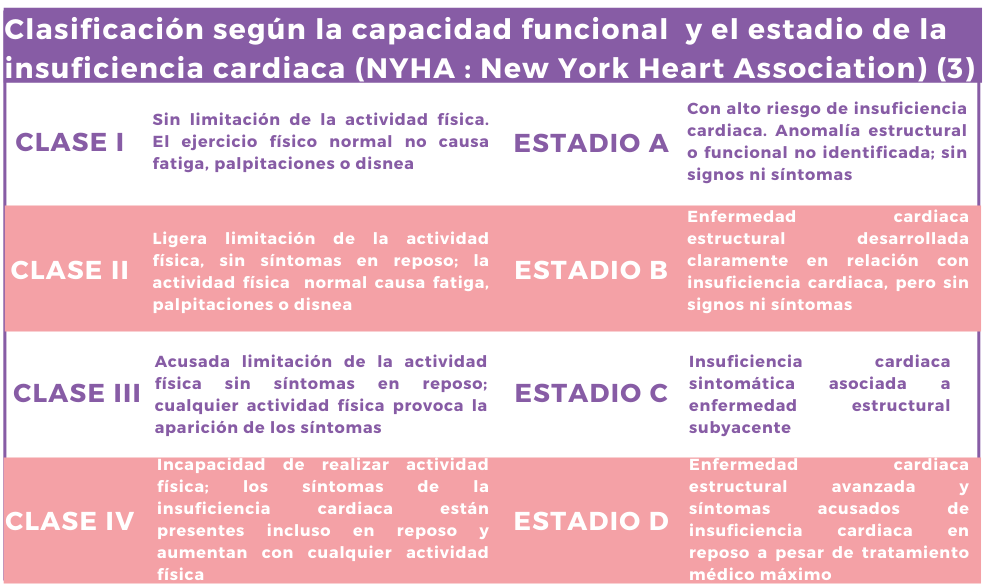 Clasificación según la capacidad funcional y el estadio de la
insuficiencia cardiaca (NYHA : New York Heart Association) (3)
CLASE I
Sin limitación de la actividad física.
El ejercicio físico normal no causa
fatiga, palpitaciones o disnea
ESTADIO A
Con alto riesgo de insuficiencia
cardiaca. Anomalía estructural
o funcional no identificada; sin
signos ni síntomas
CLASE II
Ligera limitación de la actividad
física, sin síntomas en reposo; la
actividad física normal causa fatiga,
palpitaciones o disnea
ESTADIO B
Enfermedad cardiaca
estructural desarrollada
claramente en relación con
insuficiencia cardiaca, pero sin
signos ni síntomas
CLASE III
Acusada limitación de la actividad
física sin síntomas en reposo;
cualquier actividad física provoca la
aparición de los síntomas
ESTADIO C
Insuficiencia cardiaca
sintomática asociada a
enfermedad estructural
subyacente
CLASE IV
Incapacidad de realizar actividad
física; los síntomas de la
insuficiencia cardiaca están
presentes incluso en reposo y
aumentan con cualquier actividad
física
ESTADIO D
Enfermedad cardiaca
estructural avanzada y
síntomas acusados de
insuficiencia cardiaca en
reposo a pesar de tratamiento
médico máximo